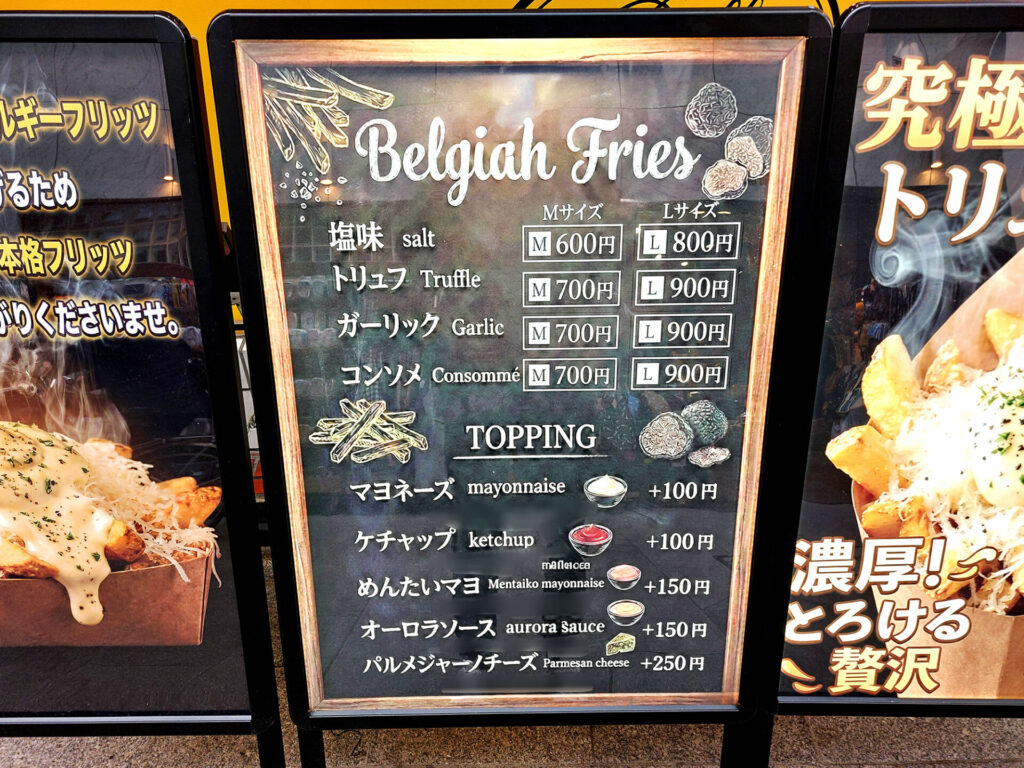 ルギーフリッツ
げるため
本格フリッツ
がりくださいませ。
Belgiah Fries
Mサイズ Lサイズ
塩味 salt M 600円 L 800円
トリュフ Truffle M 700円 L 900円
ガーリック Garlic M 700円 L 900円
コンソメ Consommé M 700円 L 900円
TOPPING
マヨネーズ mayonnaise +100円
ケチャップ ketchup +100円
めんたいマヨ Mentaiko mayonnaise +150円
オーロラソース aurora sauce +150円
パルメジャーノチーズ Parmesan cheese +250円
究極
トリュ
濃厚!
とろける
贅沢